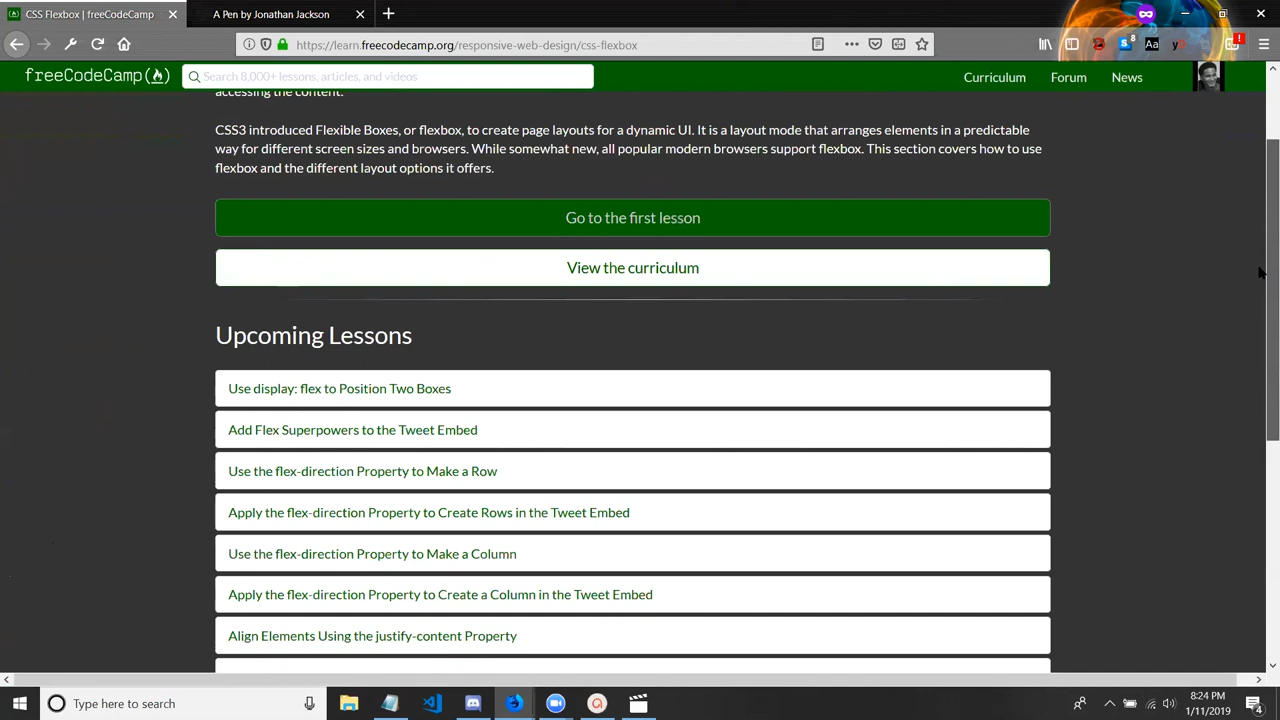 CSS Flexbox | freeCodeCamp
A Pen by Jonathan Jackson
https://learn.freecodecamp.org/responsive-web-design/css-flexbox
freeCodeCamp
Search 8,000+ lessons, articles, and videos
Curriculum
Forum
News
accessing the content.
CSS3 introduced Flexible Boxes, or flexbox, to create page layouts for a dynamic UI. It is a layout mode that arranges elements in a predictable
way for different screen sizes and browsers. While somewhat new, all popular modern browsers support flexbox. This section covers how to use
flexbox and the different layout options it offers.
Go to the first lesson
View the curriculum
Upcoming Lessons
Use display: flex to Position Two Boxes
Add Flex Superpowers to the Tweet Embed
Use the flex-direction Property to Make a Row
Apply the flex-direction Property to Create Rows in the Tweet Embed
Use the flex-direction Property to Make a Column
Apply the flex-direction Property to Create a Column in the Tweet Embed
Align Elements Using the justify-content Property
Type here to search
8:24 PM
1/11/2019